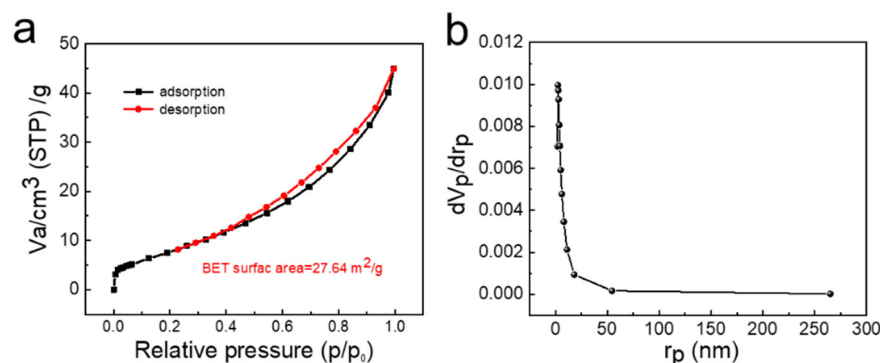 a
Va/cm³ (STP) /g
50
40
30
20
10
0
adsorption
desorption
BET surfac area=27.64 m²/g
0.0 0.2 0.4 0.6 0.8 1.0
Relative pressure (p/p₀)
b
dVp/drp
0.012
0.010
0.008
0.006
0.004
0.002
0.000
0 50 100 150 200 250 300
rp (nm)